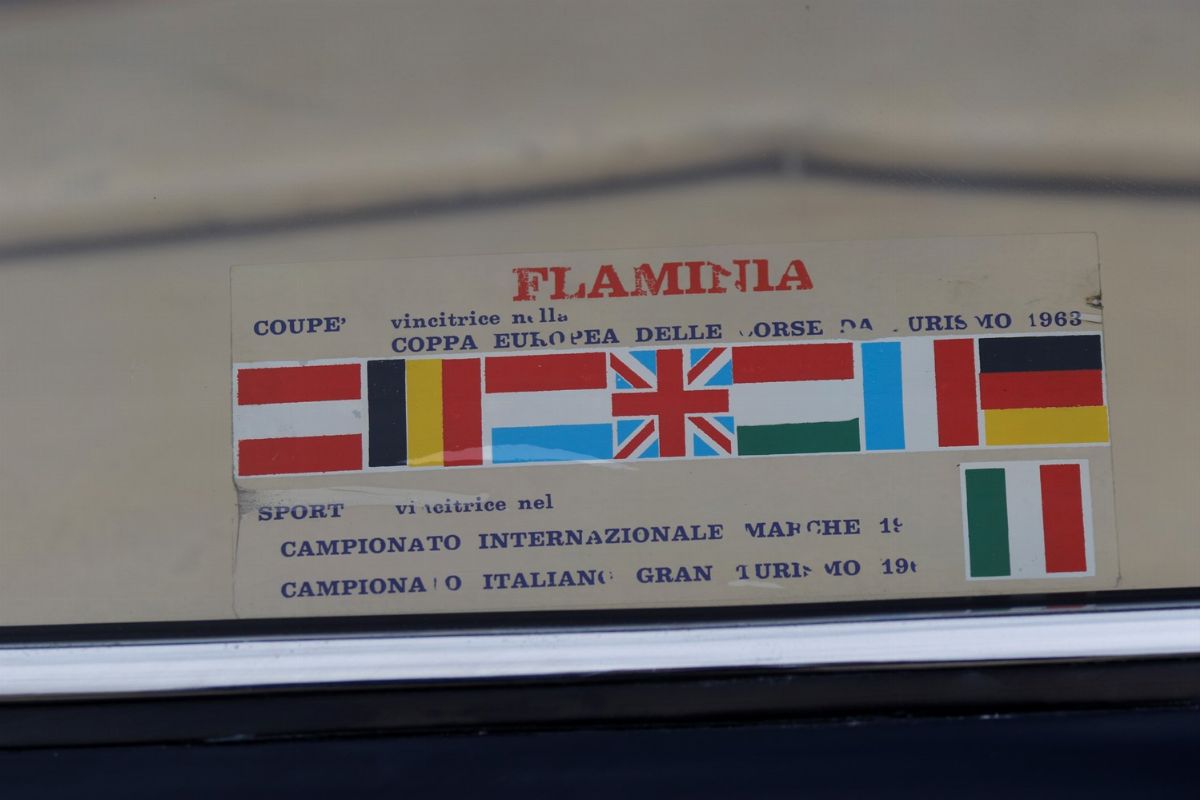 FLAMINIA
COUPE' vincitrice nella
COPPA EUROPEA DELLE CORSE DA TURISMO 1963
SPORT vincitrice nel
CAMPIONATO INTERNAZIONALE MARCHE
CAMPIONATO ITALIANO GRAN TURISMO